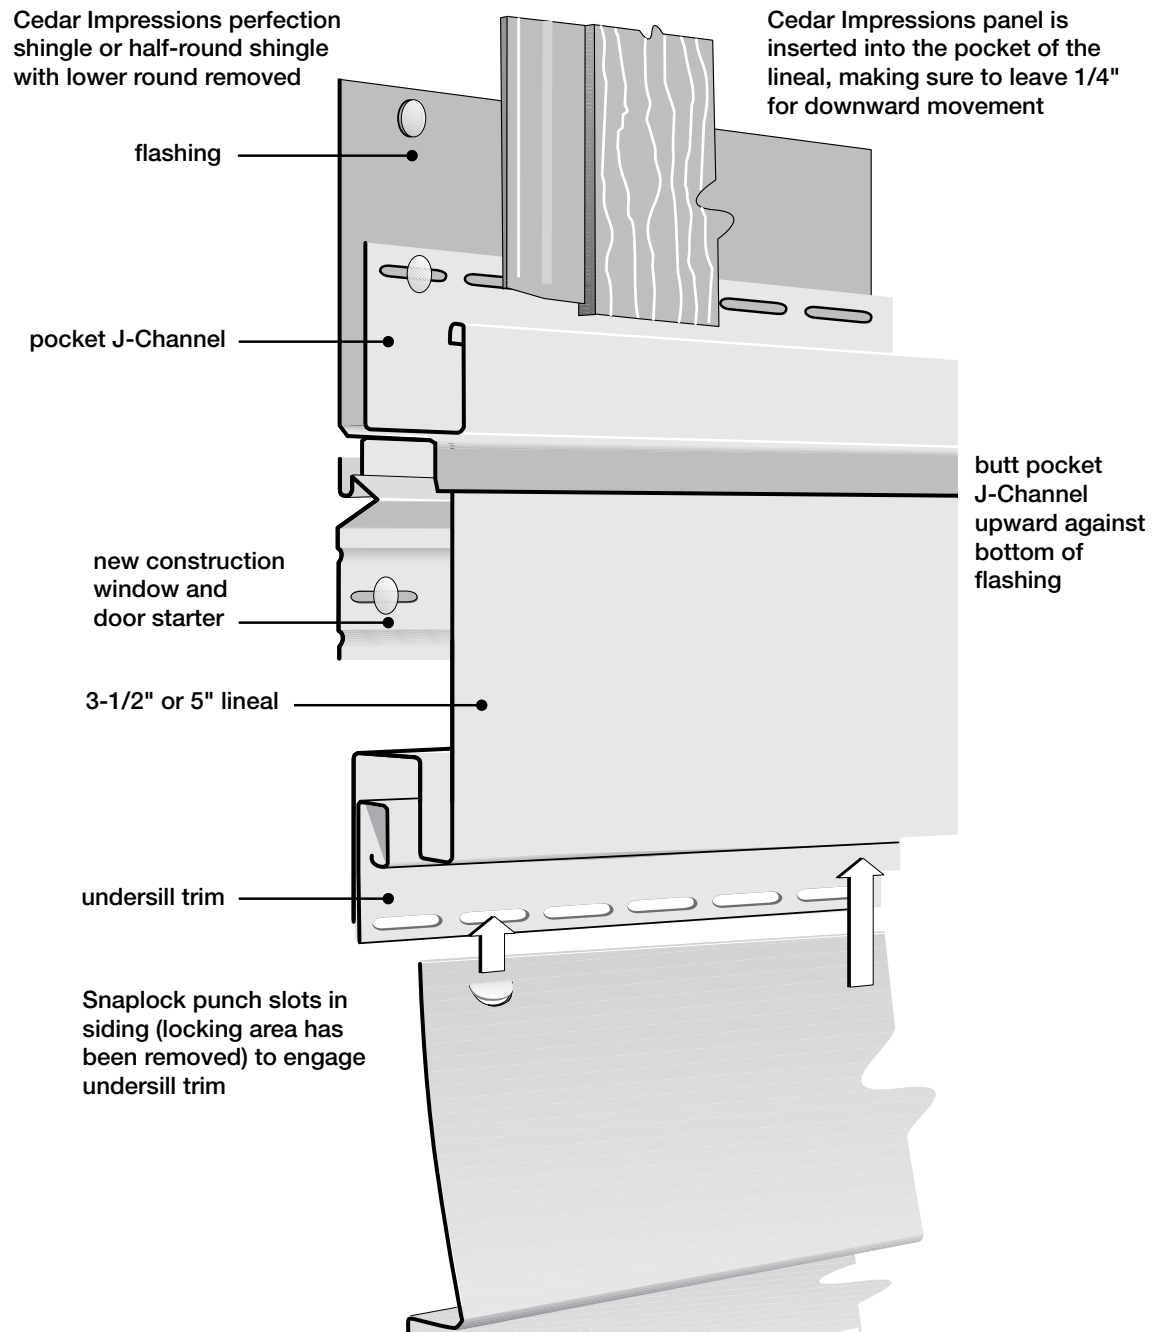 Cedar Impressions perfection
shingle or half-round shingle
with lower round removed
Cedar Impressions panel is
inserted into the pocket of the
lineal, making sure to leave 1/4"
for downward movement
flashing
pocket J-Channel
butt pocket
J-Channel
upward against
bottom of
flashing
new construction
window and
door starter
3-1/2" or 5" lineal
undersill trim
Snaplock punch slots in
siding (locking area has
been removed) to engage
undersill trim